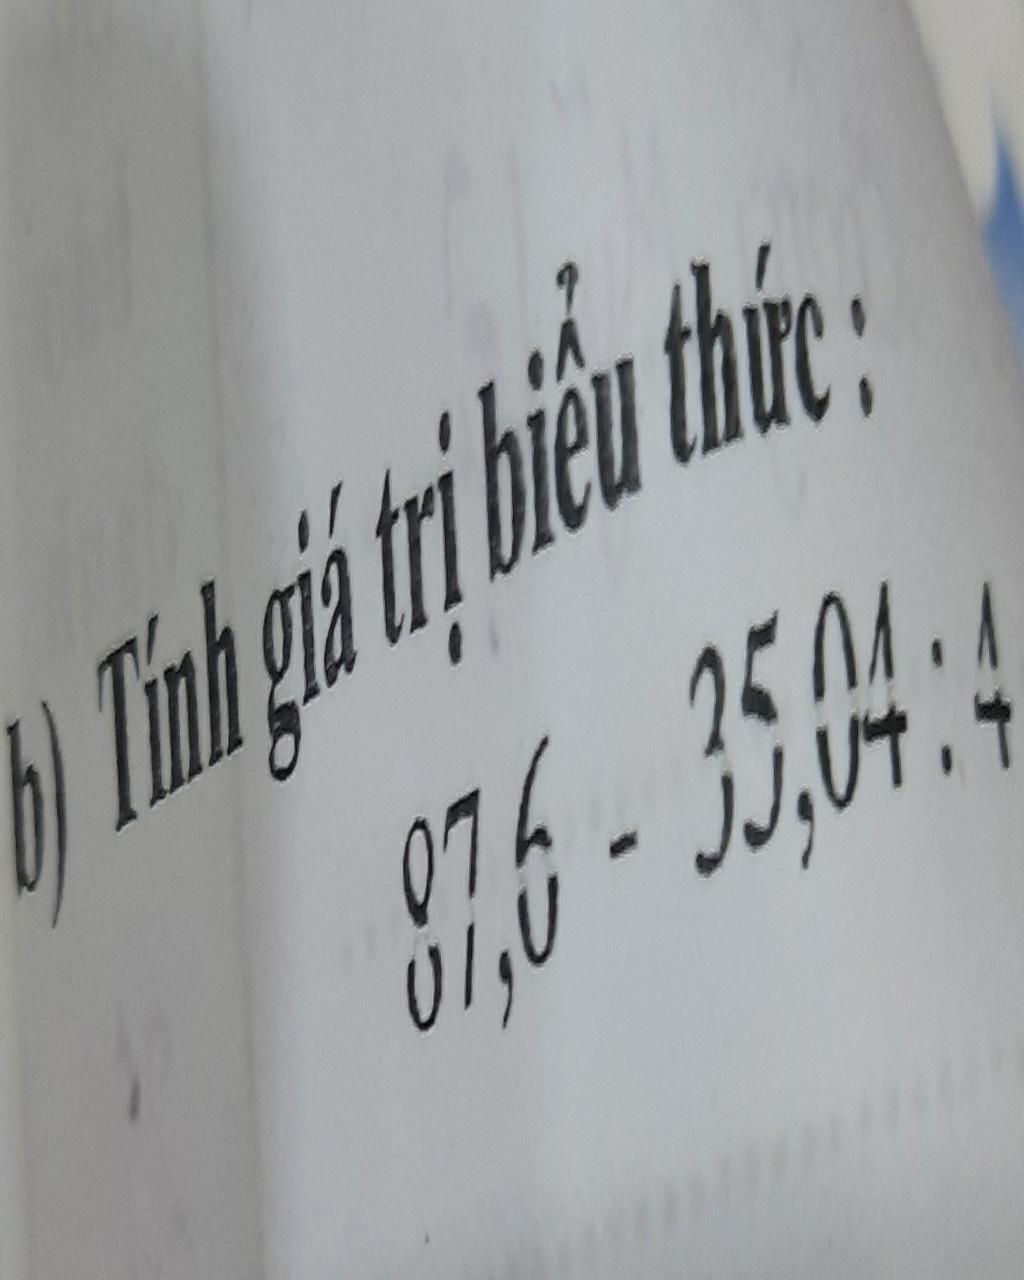 b) Tính giá trị biểu thức :
87,6 - 35,04 : 4